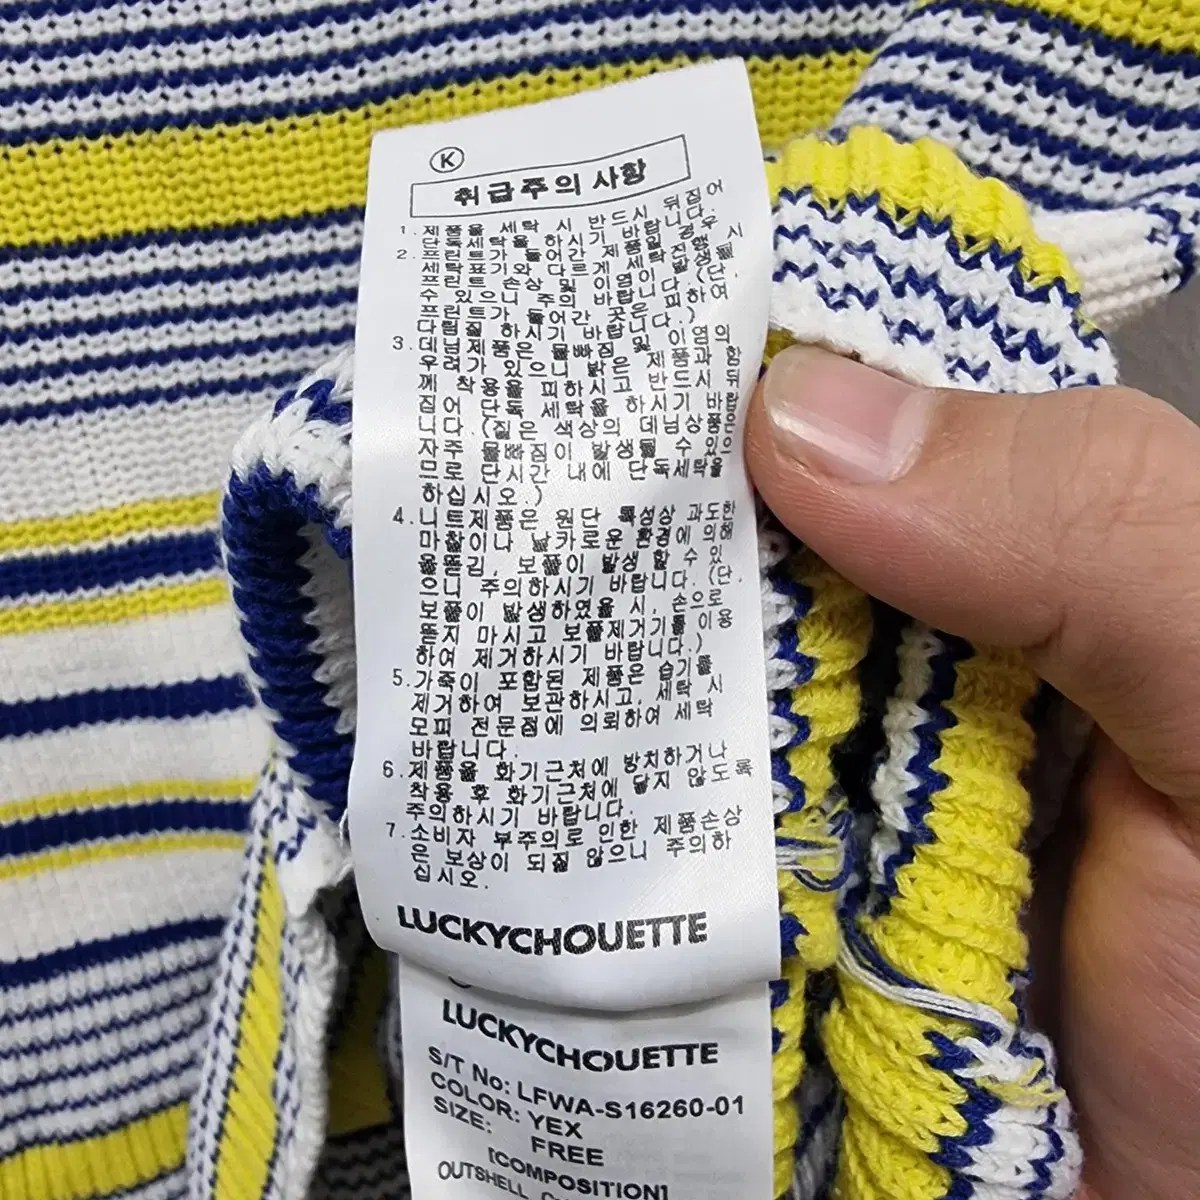 K
취급주의사항
1.제품을 세탁 시 반드시 뒤집어
단독세탁을 하시기 바랍니다.
2.프린트가 들어간 제품일 경우
세탁표기와 다르게 세탁진행 시
프린트 손상 및 이염이 발생될
수 있으니 주의 바랍니다.(단,
프린트가 들어간 곳은 피하여
다림질 하시기 바랍니다.)
3.데님제품은 물빠짐 및 이염의
우려가 있으니 밝은 제품과 함
께 착용을 피하시고 반드시 뒤
집어 단독 세탁을 하시기 바랍
니다.(짙은 색상의 데님상품은
자주 물빠짐이 발생될 수 있으
므로 단시간 내에 단독세탁을
하십시오.)
4.니트제품은 원단 특성상 과도한
마찰이나 날카로운 환경에 의해
올뜯김, 보풀이 발생 할 수 있
으니 주의하시기 바랍니다.(단,
보풀이 발생하였을 시, 손으로
뜯지 마시고 보풀제거기를 이용
하여 제거하시기 바랍니다.)
5.가죽이 포함된 제품은 습기를
제거하여 보관하시고, 세탁 시
모피 전문점에 의뢰하여 세탁
바랍니다.
6.제품을 화기근처에 방치하거나
착용 후 화기근처에 닿지 않도록
주의하시기 바랍니다.
7.소비자 부주의로 인한 제품손상
은 보상이 되질 않으니 주의하
십시오.
LUCKYCHOUETTE
LUCKYCHOUETTE
S/T No: LFWA-S16260-01
COLOR: YEX
SIZE: FREE
[COMPOSITION]
OUTSHELL